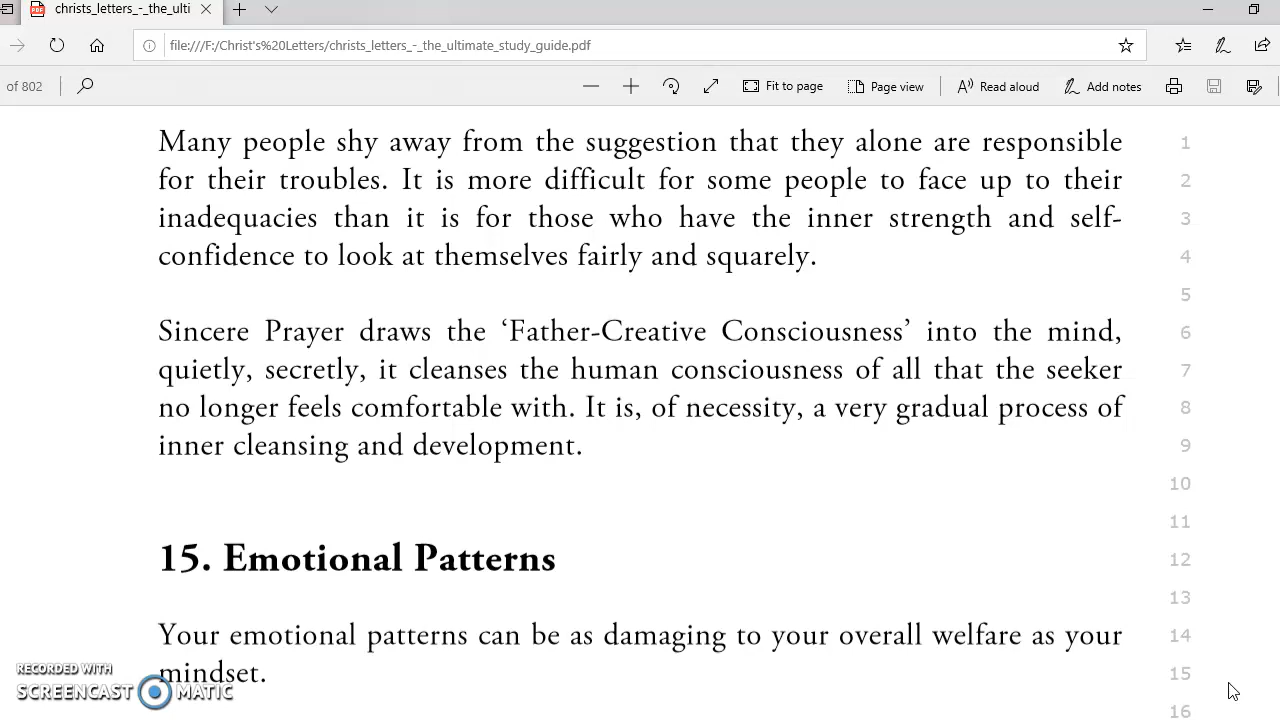 christs_letters_-_the_ulti
file:///F:/Christ's%20Letters/christs_letters_-_the_ultimate_study_guide.pdf
of 802 Fit to page Page view Read aloud Add notes
Many people shy away from the suggestion that they alone are responsible 1
for their troubles. It is more difficult for some people to face up to their 2
inadequacies than it is for those who have the inner strength and self- 3
confidence to look at themselves fairly and squarely. 4
5
Sincere Prayer draws the ‘Father-Creative Consciousness’ into the mind, 6
quietly, secretly, it cleanses the human consciousness of all that the seeker 7
no longer feels comfortable with. It is, of necessity, a very gradual process of 8
inner cleansing and development. 9
10
11
15. Emotional Patterns 12
13
Your emotional patterns can be as damaging to your overall welfare as your 14
mindset. 15
16
RECORDED WITH
SCREENCAST MATIC